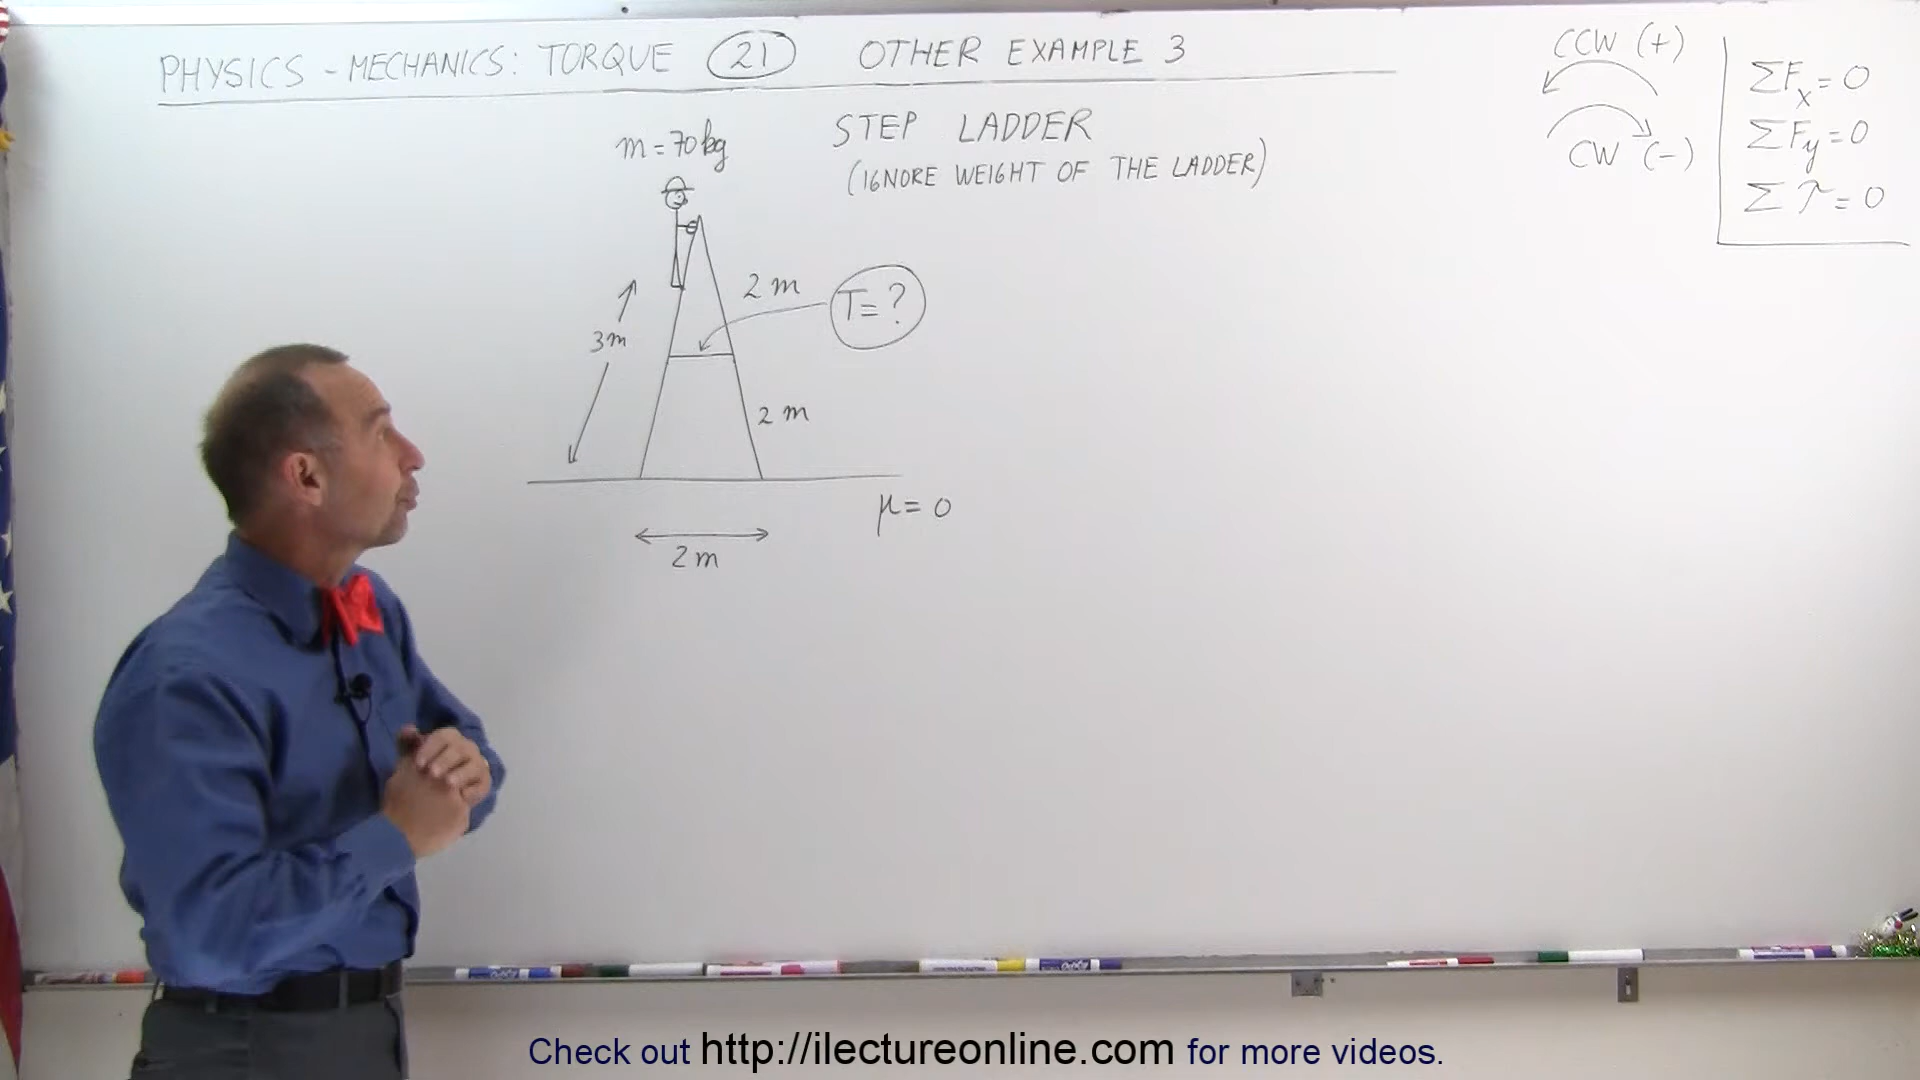 PHYSICS - MECHANICS: TORQUE 21 OTHER EXAMPLE 3
STEP LADDER
(IGNORE WEIGHT OF THE LADDER)
m = 70 kg
2 m
T = ?
3 m
2 m
μ = 0
2 m
CCW (+)
CW (-)
ΣFx = 0
ΣFy = 0
Στ = 0
Check out http://ilectureonline.com for more videos.